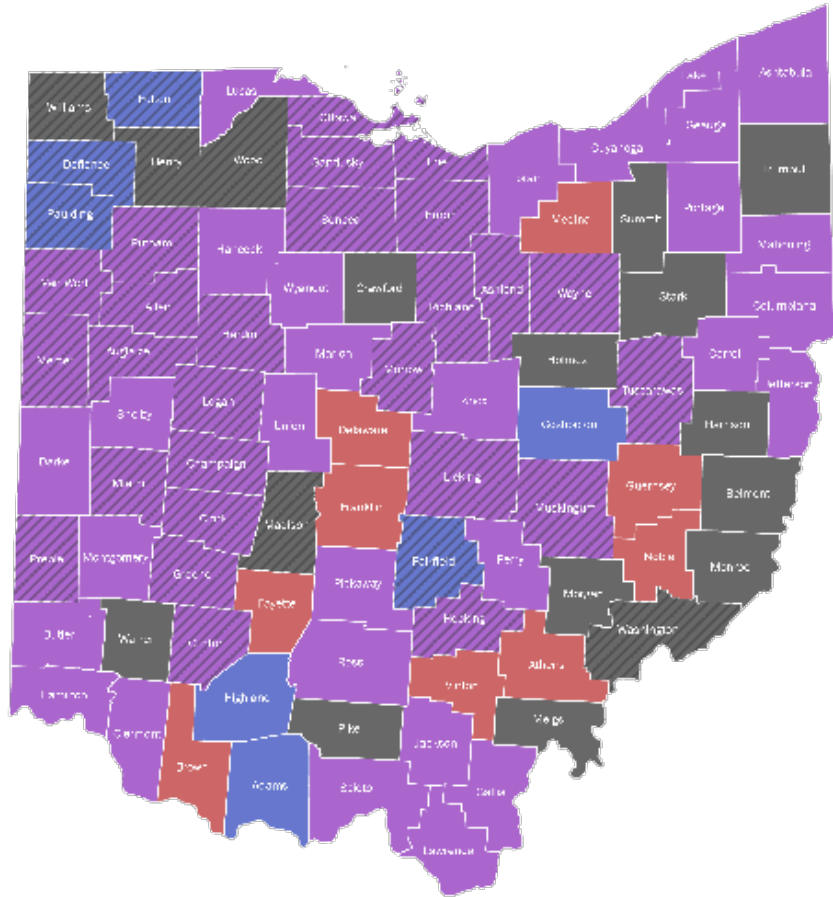 Williams
Fulton
Lucas
Ottawa
Lake
Ashtabula
Geauga
Cuyahoga
Defiance
Henry
Wood
Sandusky
Erie
Lorain
Trumbull
Paulding
Seneca
Huron
Medina
Summit
Portage
Mahoning
Putnam
Hancock
Van Wert
Wyandot
Crawford
Richland
Ashland
Wayne
Stark
Columbiana
Allen
Hardin
Mercer
Auglaize
Marion
Morrow
Holmes
Carroll
Jefferson
Tuscarawas
Logan
Knox
Shelby
Union
Delaware
Coshocton
Harrison
Darke
Champaign
Licking
Guernsey
Belmont
Miami
Clark
Madison
Franklin
Muskingum
Preble
Montgomery
Greene
Fairfield
Perry
Noble
Monroe
Pickaway
Morgan
Fayette
Hocking
Washington
Butler
Warren
Clinton
Ross
Athens
Hamilton
Highland
Vinton
Meigs
Clermont
Pike
Jackson
Brown
Adams
Scioto
Gallia
Lawrence